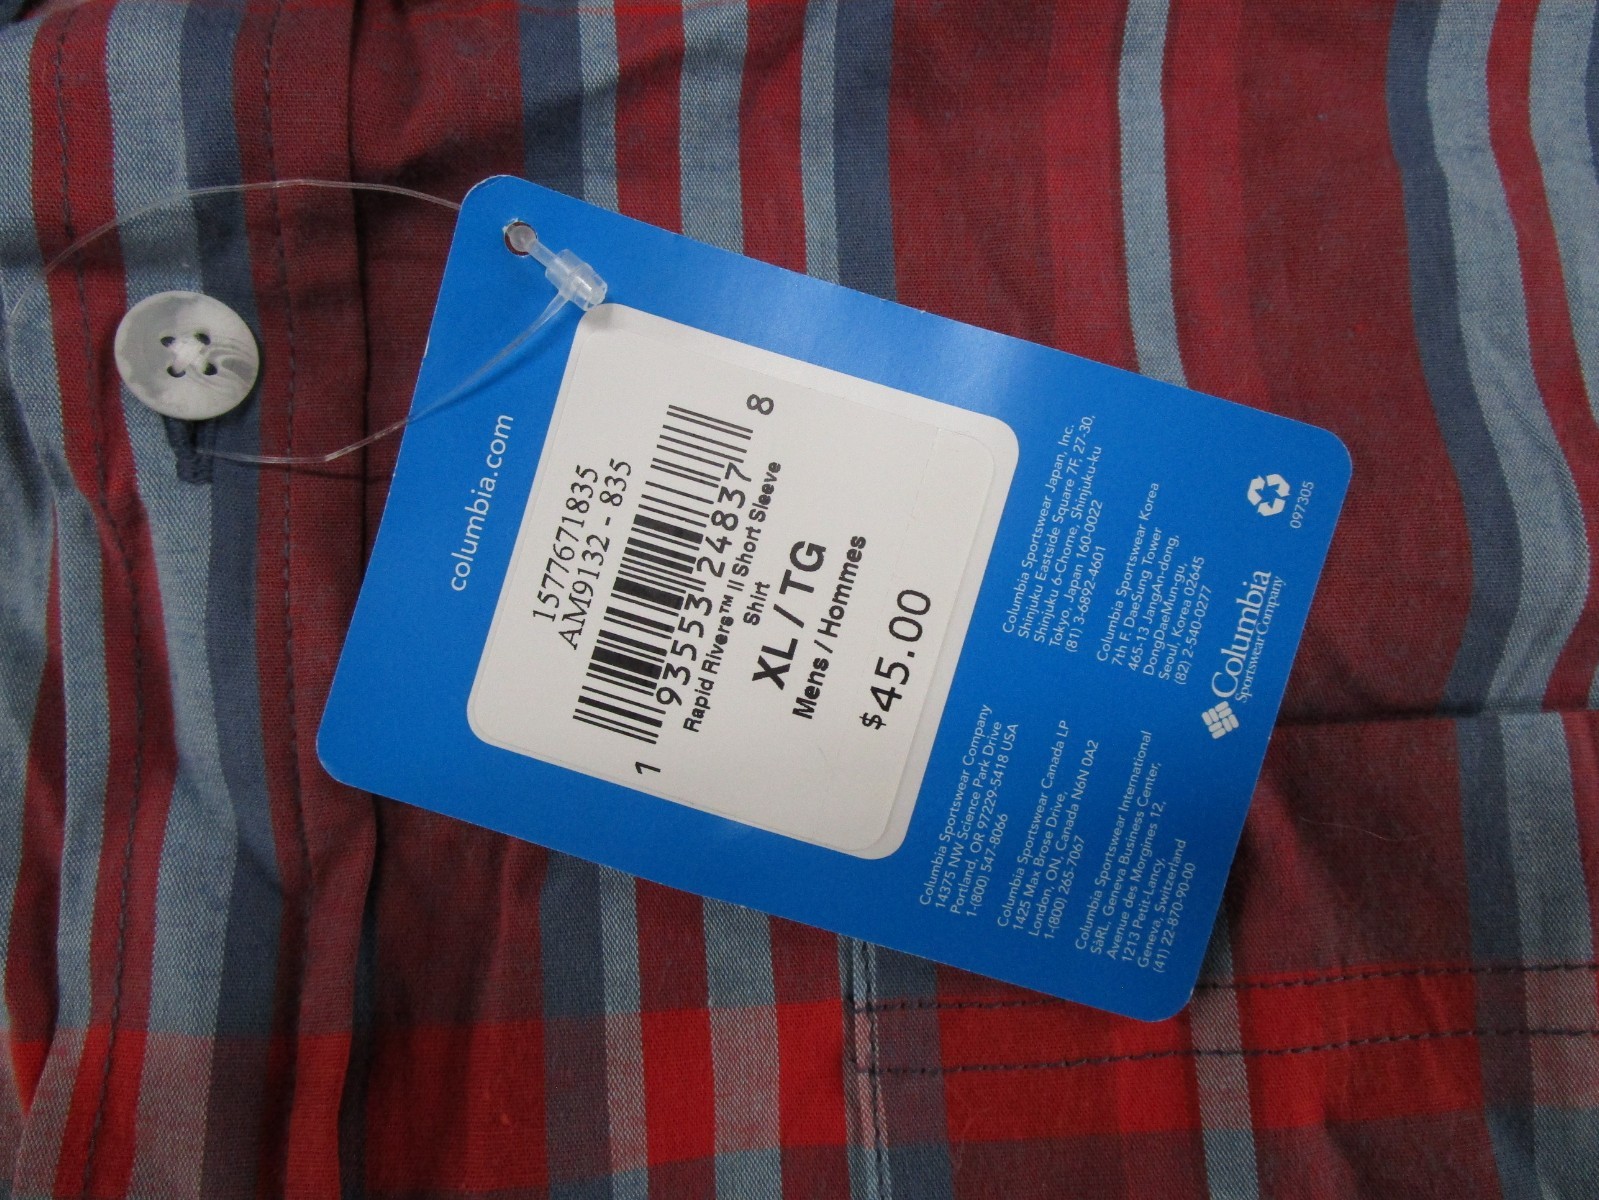 columbia.com
1577671835
AM9132 - 835
1 93553 24837 8
Rapid Rivers™ II Short Sleeve
Shirt
XL / TG
Mens / Hommes
$45.00
Columbia Sportswear Company
14375 NW Science Park Drive
Portland, OR 97229-5418 USA
1-(800) 547-8066
Columbia Sportswear Canada LP
1425 Max Brose Drive,
London, ON, Canada N6N 0A2
1-(800) 265-7067
Columbia Sportswear International
SàRL. Geneva Business Center,
Avenue des Morgines 12,
1213 Petit-Lancy,
Geneva, Switzerland
(41) 22-870-90-00
Columbia Sportswear Japan, Inc.
Shinjuku Eastside Square 7F, 27-30,
Shinjuku 6-Chome, Shinjuku-ku
Tokyo, Japan 160-0022
(81) 3-6892-4601
Columbia Sportswear Korea
7th F. DaeSung Tower
465-13 JangAn-dong,
DongDaeMun-gu,
Seoul, Korea 02645
(82) 2-540-0277
Columbia
Sportswear Company
097305